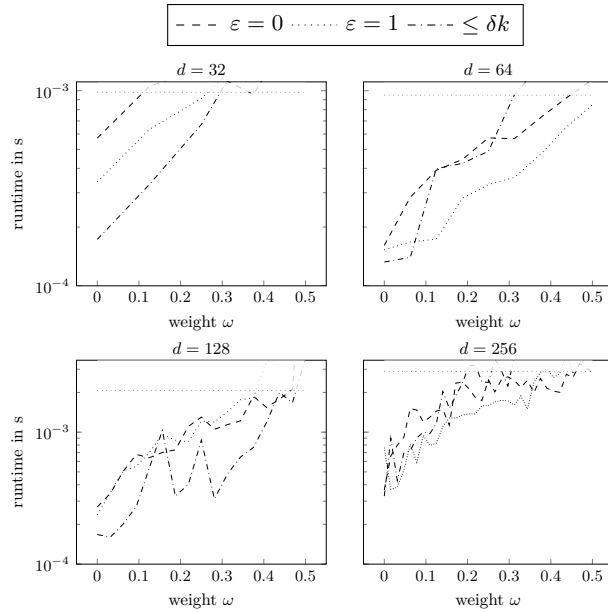 ε = 0 ε = 1 ≤ δk
d = 32 d = 64
10⁻³
10⁻⁴
runtime in s
0 0.1 0.2 0.3 0.4 0.5 0 0.1 0.2 0.3 0.4 0.5
weight ω weight ω
d = 128 d = 256
10⁻³
10⁻⁴
runtime in s
0 0.1 0.2 0.3 0.4 0.5 0 0.1 0.2 0.3 0.4 0.5
weight ω weight ω